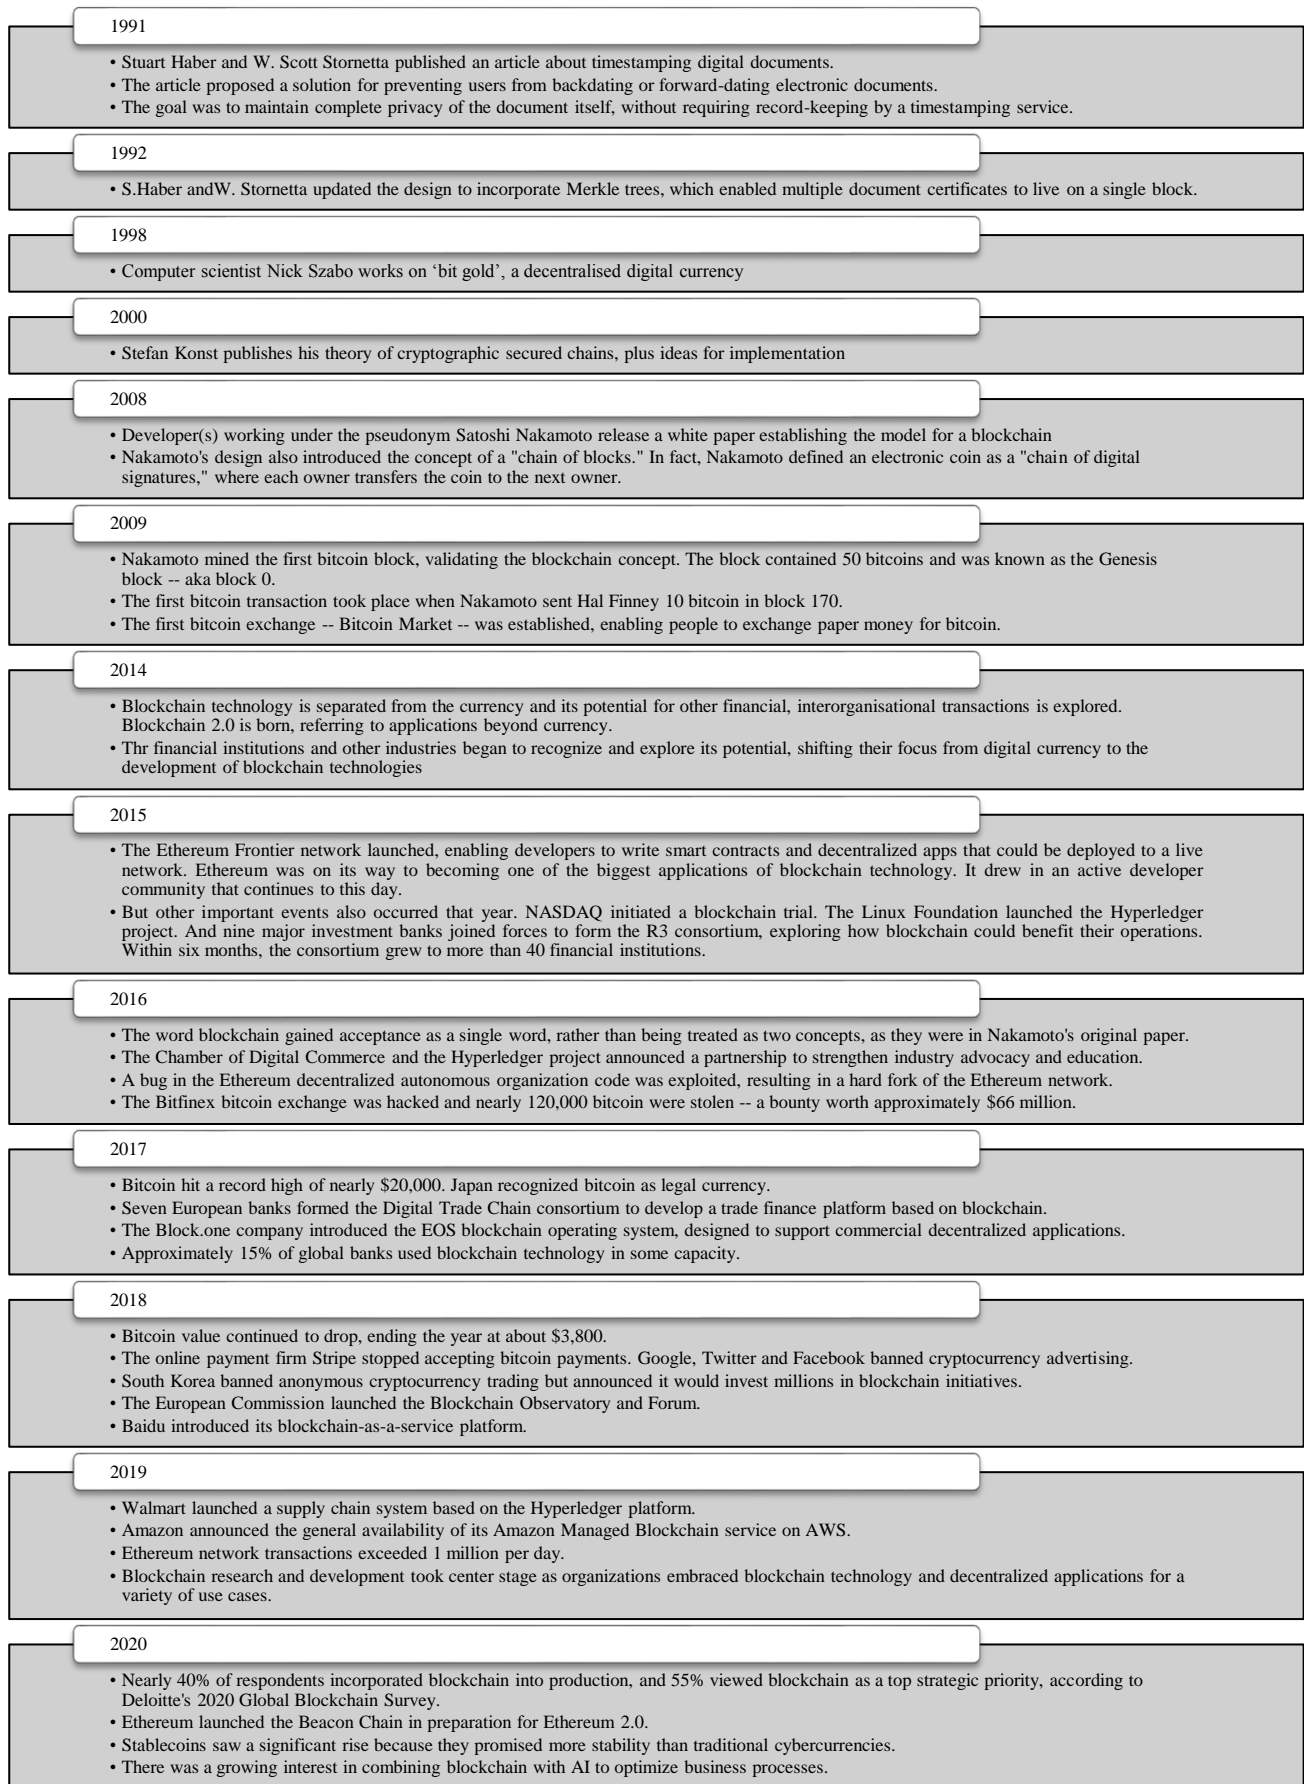 1991
• Stuart Haber and W. Scott Stornetta published an article about timestamping digital documents.
• The article proposed a solution for preventing users from backdating or forward-dating electronic documents.
• The goal was to maintain complete privacy of the document itself, without requiring record-keeping by a timestamping service.
1992
• S.Haber andW. Stornetta updated the design to incorporate Merkle trees, which enabled multiple document certificates to live on a single block.
1998
• Computer scientist Nick Szabo works on ‘bit gold’, a decentralised digital currency
2000
• Stefan Konst publishes his theory of cryptographic secured chains, plus ideas for implementation
2008
• Developer(s) working under the pseudonym Satoshi Nakamoto release a white paper establishing the model for a blockchain
• Nakamoto's design also introduced the concept of a "chain of blocks." In fact, Nakamoto defined an electronic coin as a "chain of digital
signatures," where each owner transfers the coin to the next owner.
2009
• Nakamoto mined the first bitcoin block, validating the blockchain concept. The block contained 50 bitcoins and was known as the Genesis
block -- aka block 0.
• The first bitcoin transaction took place when Nakamoto sent Hal Finney 10 bitcoin in block 170.
• The first bitcoin exchange -- Bitcoin Market -- was established, enabling people to exchange paper money for bitcoin.
2014
• Blockchain technology is separated from the currency and its potential for other financial, interorganisational transactions is explored.
Blockchain 2.0 is born, referring to applications beyond currency.
• Thr financial institutions and other industries began to recognize and explore its potential, shifting their focus from digital currency to the
development of blockchain technologies
2015
• The Ethereum Frontier network launched, enabling developers to write smart contracts and decentralized apps that could be deployed to a live
network. Ethereum was on its way to becoming one of the biggest applications of blockchain technology. It drew in an active developer
community that continues to this day.
• But other important events also occurred that year. NASDAQ initiated a blockchain trial. The Linux Foundation launched the Hyperledger
project. And nine major investment banks joined forces to form the R3 consortium, exploring how blockchain could benefit their operations.
Within six months, the consortium grew to more than 40 financial institutions.
2016
• The word blockchain gained acceptance as a single word, rather than being treated as two concepts, as they were in Nakamoto's original paper.
• The Chamber of Digital Commerce and the Hyperledger project announced a partnership to strengthen industry advocacy and education.
• A bug in the Ethereum decentralized autonomous organization code was exploited, resulting in a hard fork of the Ethereum network.
• The Bitfinex bitcoin exchange was hacked and nearly 120,000 bitcoin were stolen -- a bounty worth approximately $66 million.
2017
• Bitcoin hit a record high of nearly $20,000. Japan recognized bitcoin as legal currency.
• Seven European banks formed the Digital Trade Chain consortium to develop a trade finance platform based on blockchain.
• The Block.one company introduced the EOS blockchain operating system, designed to support commercial decentralized applications.
• Approximately 15% of global banks used blockchain technology in some capacity.
2018
• Bitcoin value continued to drop, ending the year at about $3,800.
• The online payment firm Stripe stopped accepting bitcoin payments. Google, Twitter and Facebook banned cryptocurrency advertising.
• South Korea banned anonymous cryptocurrency trading but announced it would invest millions in blockchain initiatives.
• The European Commission launched the Blockchain Observatory and Forum.
• Baidu introduced its blockchain-as-a-service platform.
2019
• Walmart launched a supply chain system based on the Hyperledger platform.
• Amazon announced the general availability of its Amazon Managed Blockchain service on AWS.
• Ethereum network transactions exceeded 1 million per day.
• Blockchain research and development took center stage as organizations embraced blockchain technology and decentralized applications for a
variety of use cases.
2020
• Nearly 40% of respondents incorporated blockchain into production, and 55% viewed blockchain as a top strategic priority, according to
Deloitte's 2020 Global Blockchain Survey.
• Ethereum launched the Beacon Chain in preparation for Ethereum 2.0.
• Stablecoins saw a significant rise because they promised more stability than traditional cybercurrencies.
• There was a growing interest in combining blockchain with AI to optimize business processes.